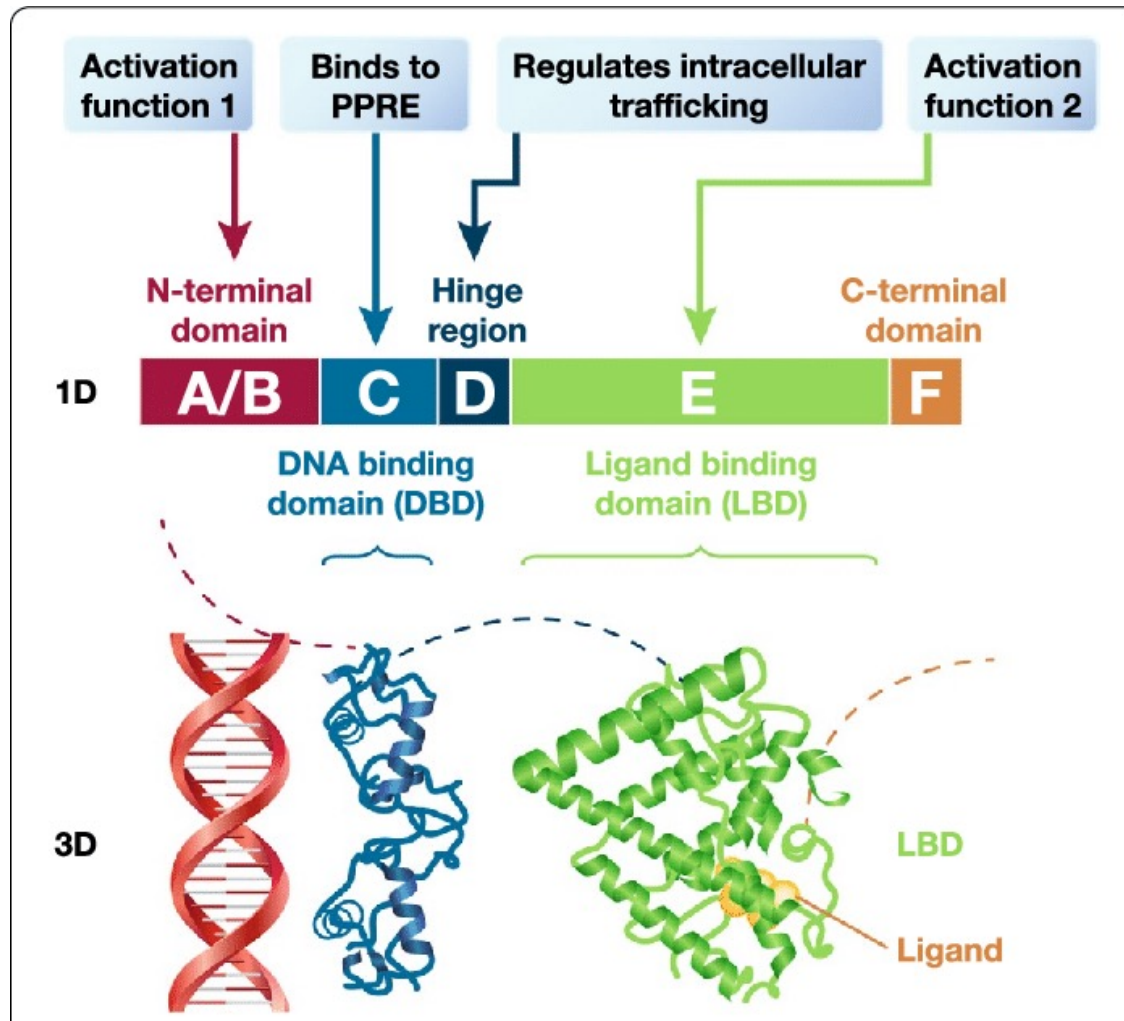 Activation
function 1
Binds to
PPRE
Regulates intracellular
trafficking
Activation
function 2
N-terminal
domain
Hinge
region
C-terminal
domain
1D
A/B
C
D
E
F
DNA binding
domain (DBD)
Ligand binding
domain (LBD)
3D
LBD
Ligand